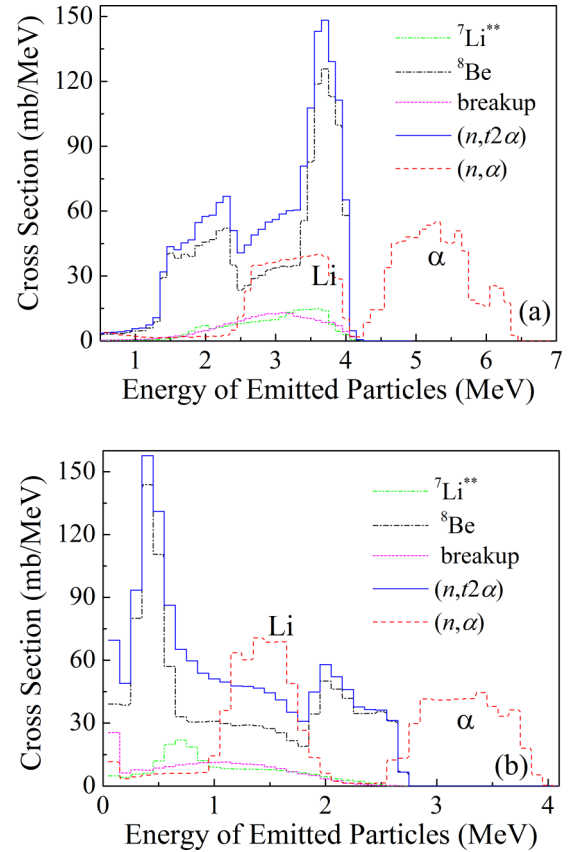 150
120
90
60
30
0
Cross Section (mb/MeV)
⁷Li**
⁸Be
breakup
(n,t2α)
(n,α)
Li
α
(a)
1 2 3 4 5 6 7
Energy of Emitted Particles (MeV)
150
120
90
60
30
0
Cross Section (mb/MeV)
⁷Li**
⁸Be
breakup
(n,t2α)
(n,α)
Li
α
(b)
0 1 2 3 4
Energy of Emitted Particles (MeV)